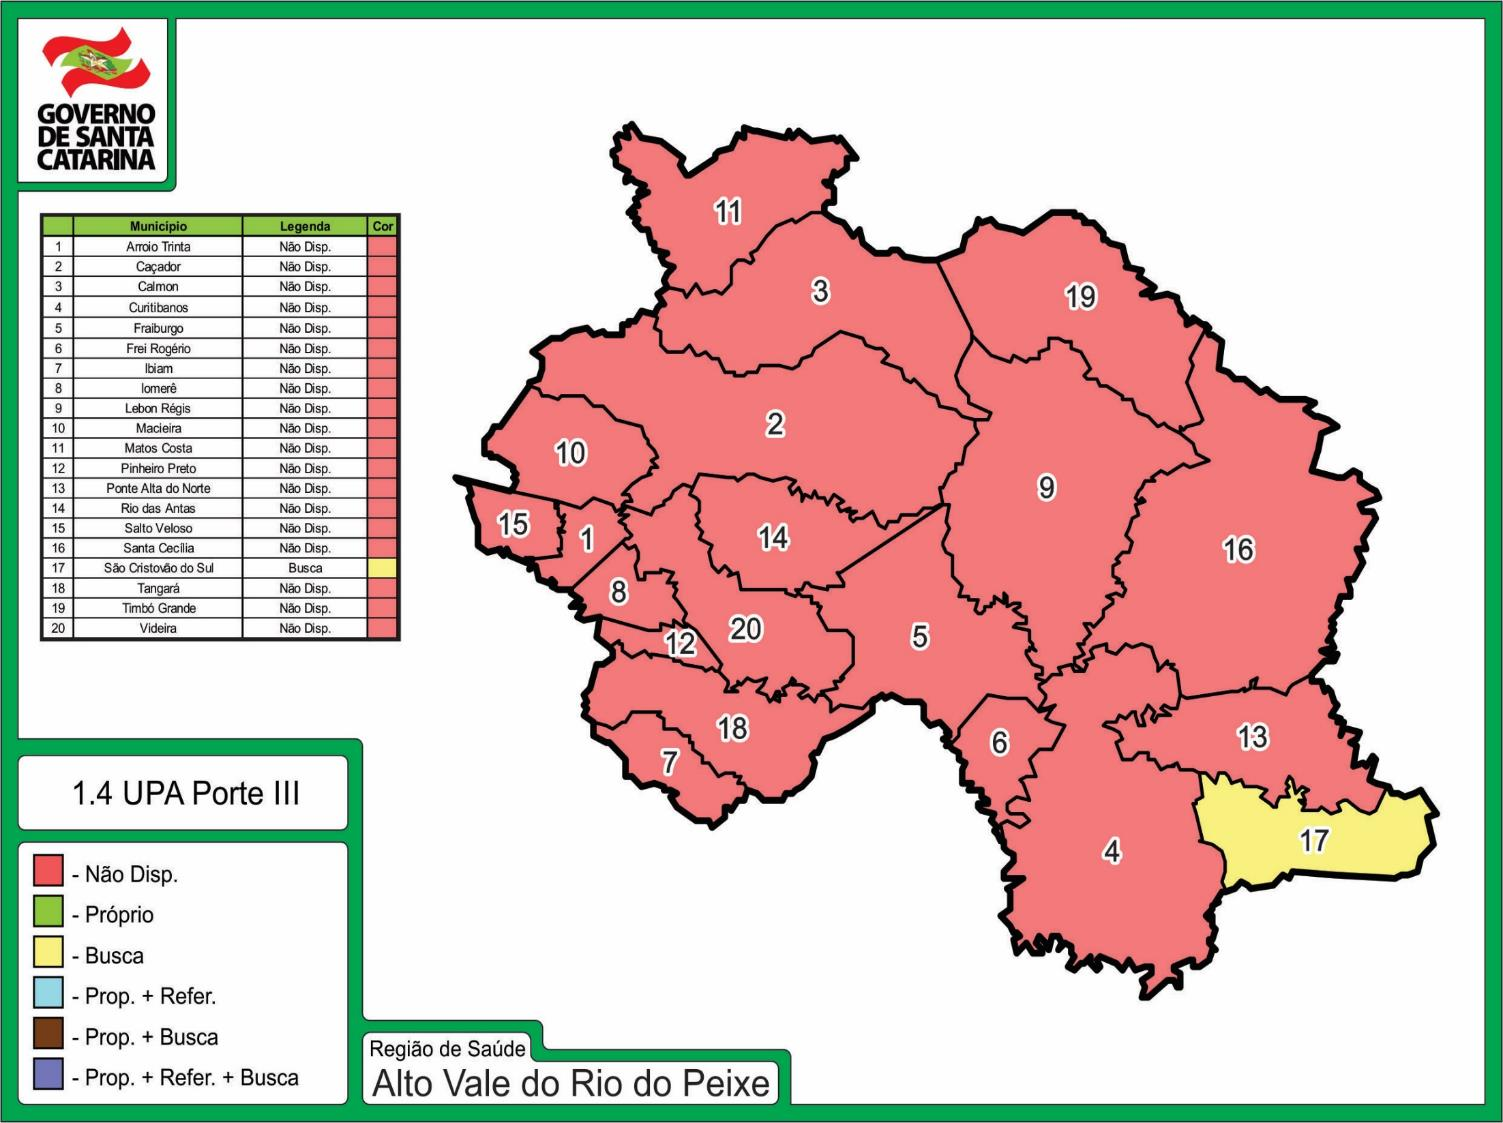 GOVERNO
DE SANTA
CATARINA
Município Legenda Cor
1 Arroio Trinta Não Disp.
2 Caçador Não Disp.
3 Calmon Não Disp.
4 Curitibanos Não Disp.
5 Fraiburgo Não Disp.
6 Frei Rogério Não Disp.
7 Ibiam Não Disp.
8 Iomerê Não Disp.
9 Lebon Régis Não Disp.
10 Macieira Não Disp.
11 Matos Costa Não Disp.
12 Pinheiro Preto Não Disp.
13 Ponte Alta do Norte Não Disp.
14 Rio das Antas Não Disp.
15 Salto Veloso Não Disp.
16 Santa Cecília Não Disp.
17 São Cristovão do Sul Busca
18 Tangará Não Disp.
19 Timbó Grande Não Disp.
20 Videira Não Disp.
11
3
19
2
10
9
15
1
14
16
8
20
12
5
18
7
6
13
4
17
1.4 UPA Porte III
- Não Disp.
- Próprio
- Busca
- Prop. + Refer.
- Prop. + Busca
- Prop. + Refer. + Busca
Região de Saúde
Alto Vale do Rio do Peixe